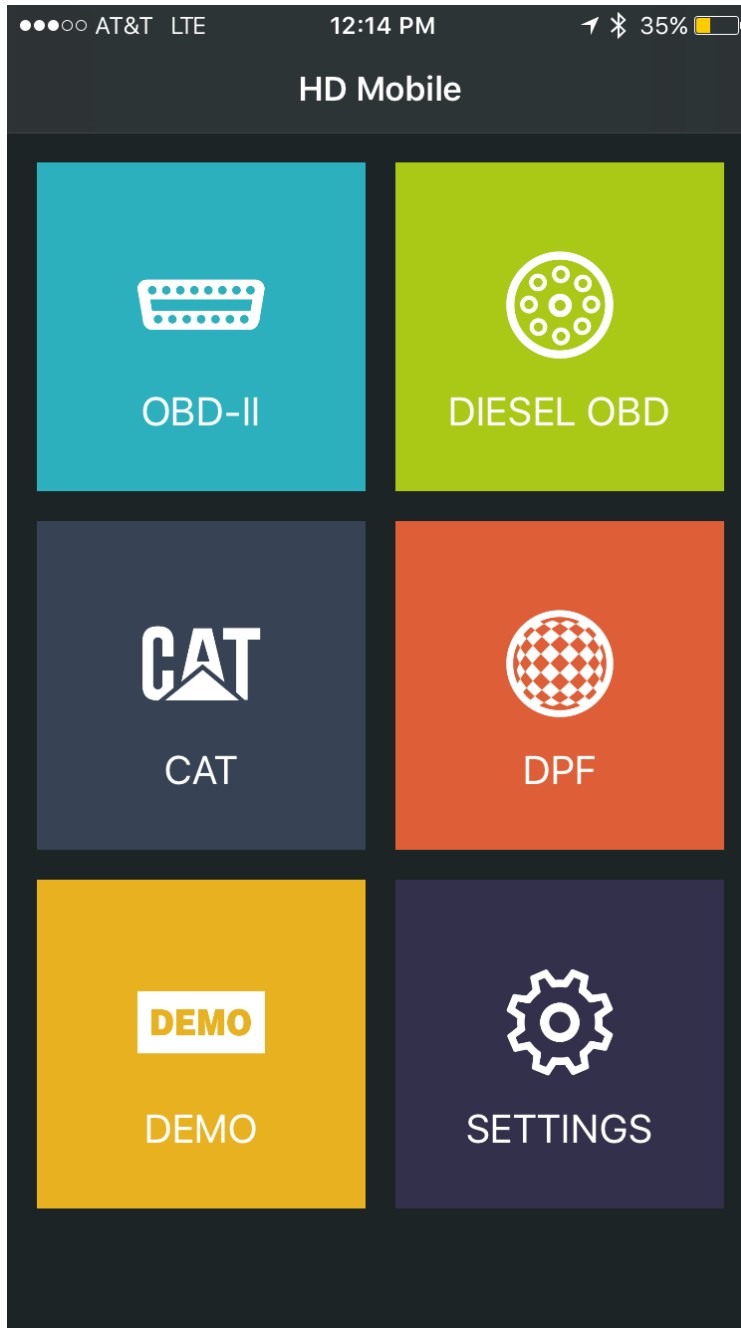 ●●●○○ AT&T LTE 12:14 PM 35%
HD Mobile
OBD-II
DIESEL OBD
CAT
CAT
DPF
DEMO
DEMO
SETTINGS